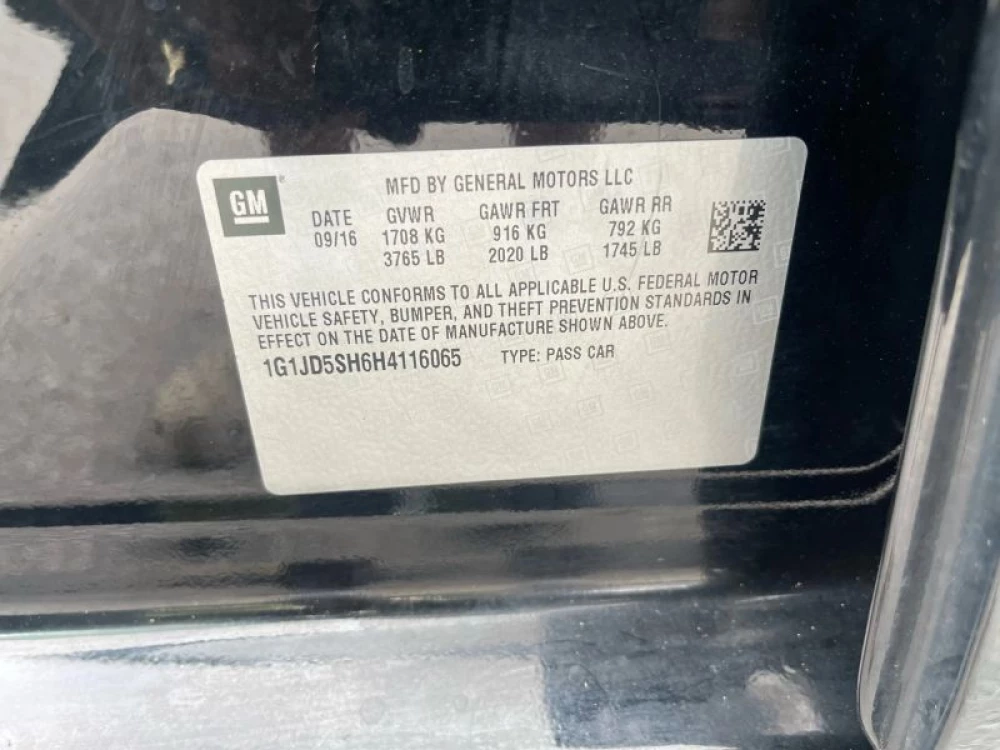 GM
MFD BY GENERAL MOTORS LLC
DATE GVWR GAWR FRT GAWR RR
09/16 1708 KG 916 KG 792 KG
3765 LB 2020 LB 1745 LB
THIS VEHICLE CONFORMS TO ALL APPLICABLE U.S. FEDERAL MOTOR
VEHICLE SAFETY, BUMPER, AND THEFT PREVENTION STANDARDS IN
EFFECT ON THE DATE OF MANUFACTURE SHOWN ABOVE.
1G1JD5SH6H4116065 TYPE: PASS CAR